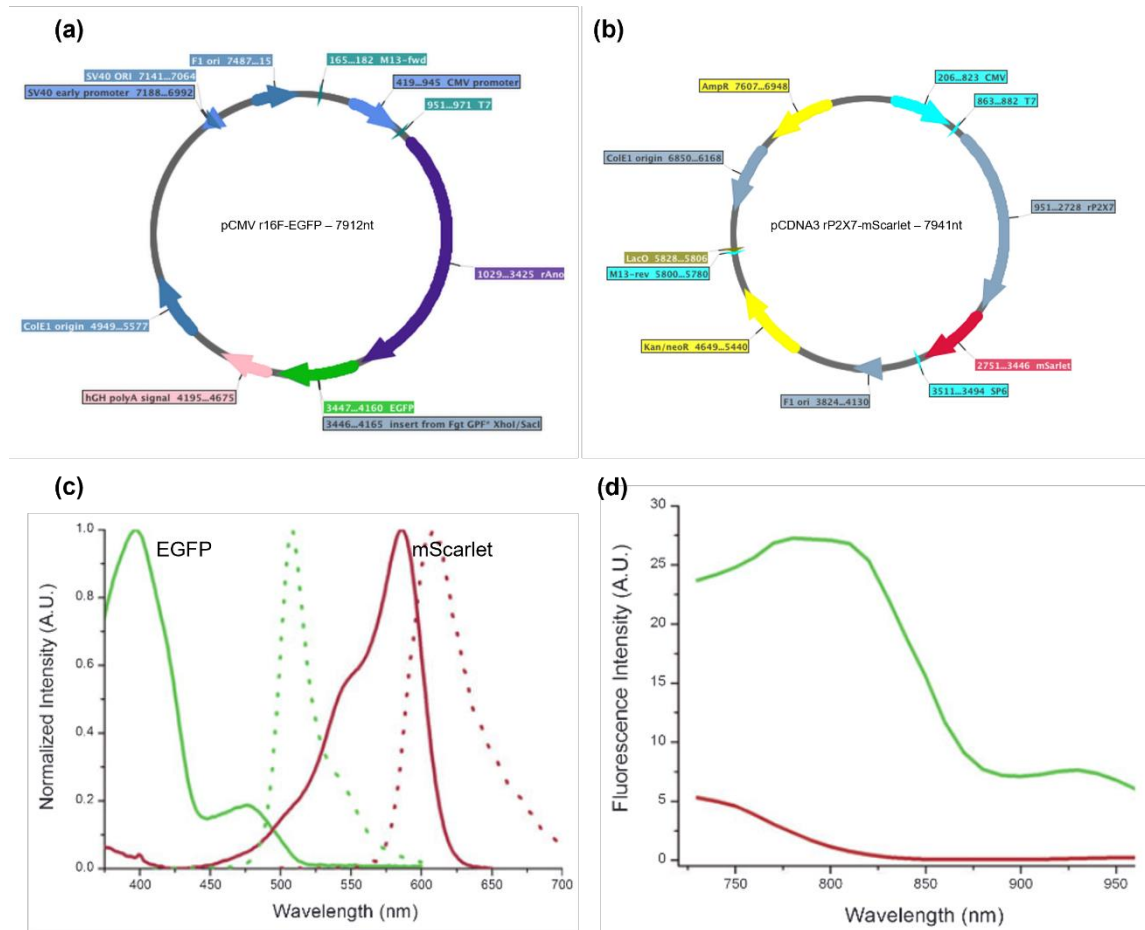 (a)
F1 ori 7487...15
165...182 M13-fwd
SV40 ORI 7141...7064
SV40 early promoter 7188...6992
419...945 CMV promoter
951...971 T7
pCMV r16F-EGFP – 7912nt
1029...3425 rAno
ColE1 origin 4949...5577
hGH polyA signal 4195...4675
3447...4160 EGFP
3446...4165 insert from Fgt GPF* XhoI/SacI
(b)
206...823 CMV
AmpR 7607...6948
863...882 T7
ColE1 origin 6850...6168
pCDNA3 rP2X7-mScarlet – 7941nt
951...2728 rP2X7
LacO 5828...5806
M13-rev 5800...5780
Kan/neoR 4649...5440
2751...3446 mSarlet
3511...3494 SP6
F1 ori 3824...4130
(c)
EGFP
mScarlet
Normalized Intensity (A.U.)
1.0
0.8
0.6
0.4
0.2
0.0
400 450 500 550 600 650 700
Wavelength (nm)
(d)
Fluorescence Intensity (A.U.)
30
25
20
15
10
5
0
750 800 850 900 950
Wavelength (nm)